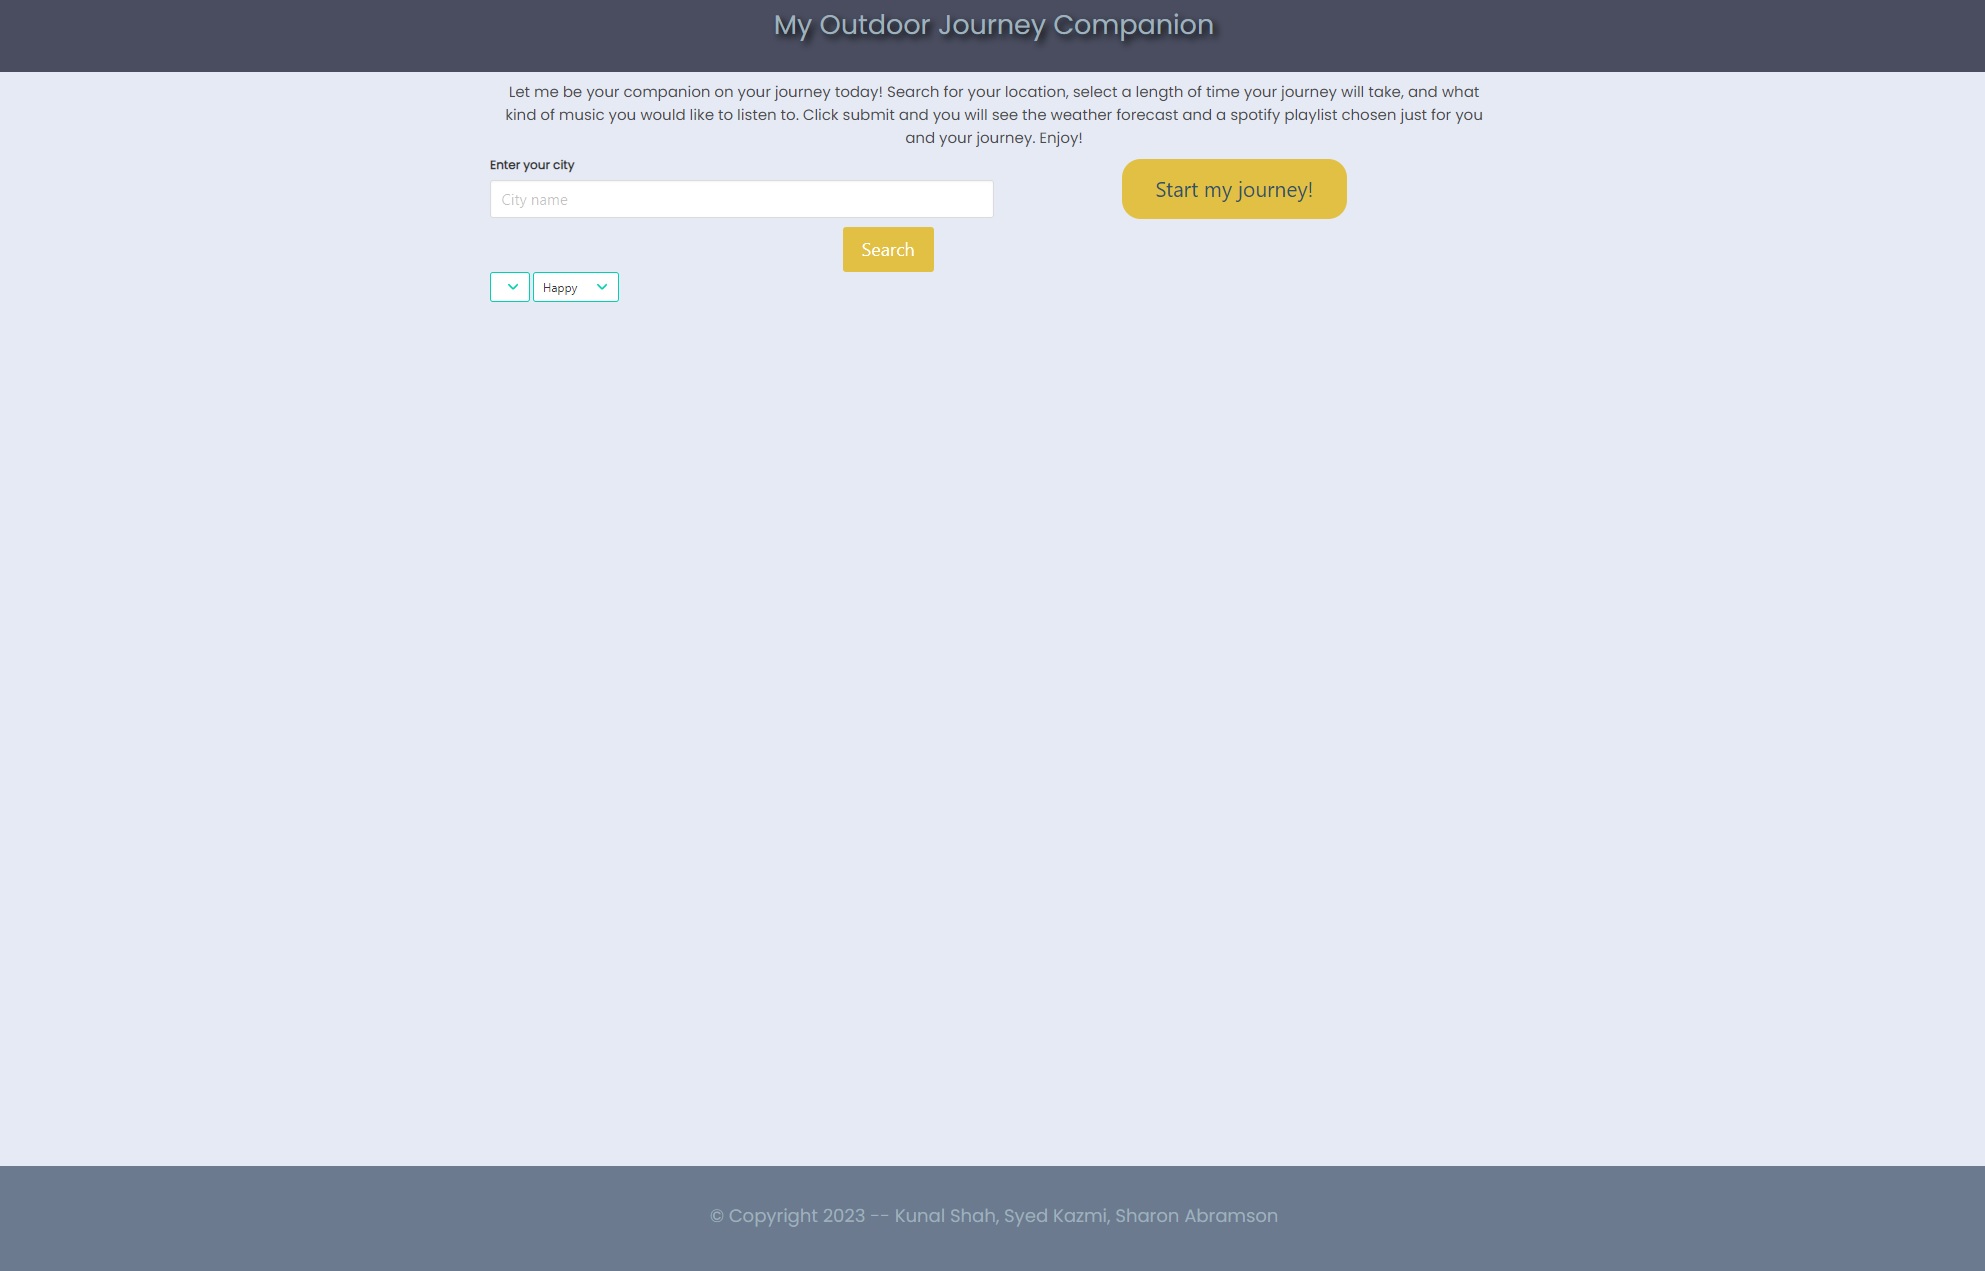 My Outdoor Journey Companion
Let me be your companion on your journey today! Search for your location, select a length of time your journey will take, and what
kind of music you would like to listen to. Click submit and you will see the weather forecast and a spotify playlist chosen just for you
and your journey. Enjoy!
Enter your city
City name
Start my journey!
Search
Happy
© Copyright 2023 -- Kunal Shah, Syed Kazmi, Sharon Abramson